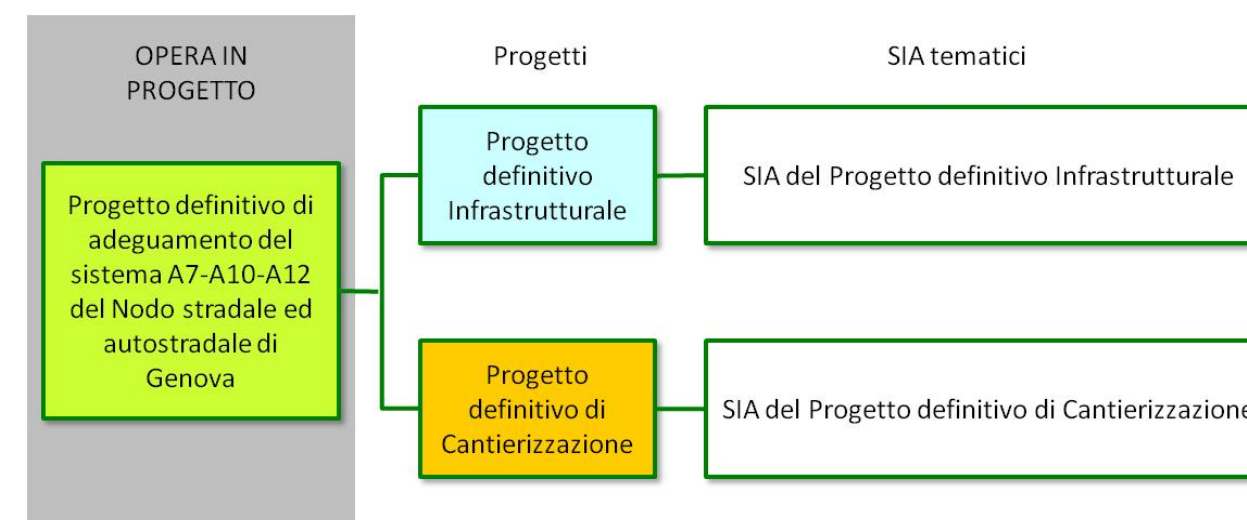 OPERA IN
PROGETTO
Progetti
SIA tematici
Progetto definitivo di
adeguamento del
sistema A7-A10-A12
del Nodo stradale ed
autostradale di
Genova
Progetto
definitivo
Infrastrutturale
SIA del Progetto definitivo Infrastrutturale
Progetto
definitivo di
Cantierizzazione
SIA del Progetto definitivo di Cantierizzazione